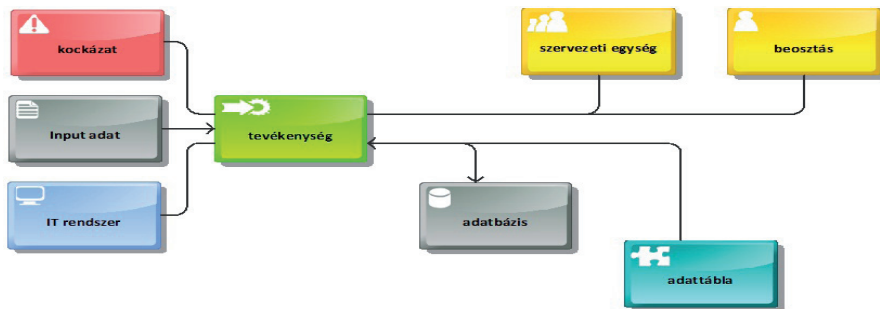 kockázat
szervezeti egység
beosztás
Input adat
tevékenység
IT rendszer
adatbázis
adattábla